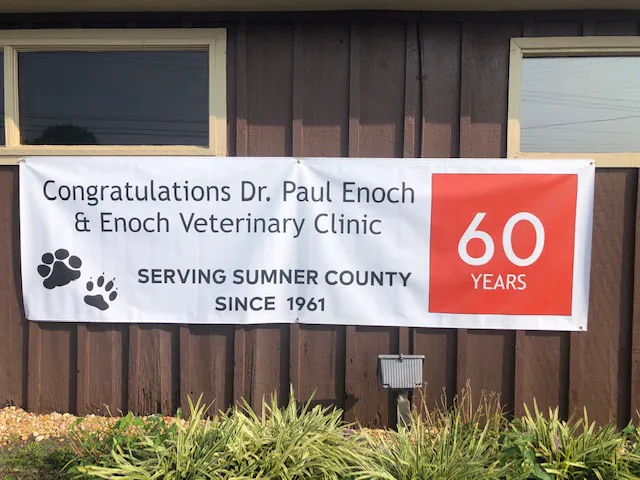 Congratulations Dr. Paul Enoch
& Enoch Veterinary Clinic
SERVING SUMNER COUNTY
SINCE 1961
60
YEARS